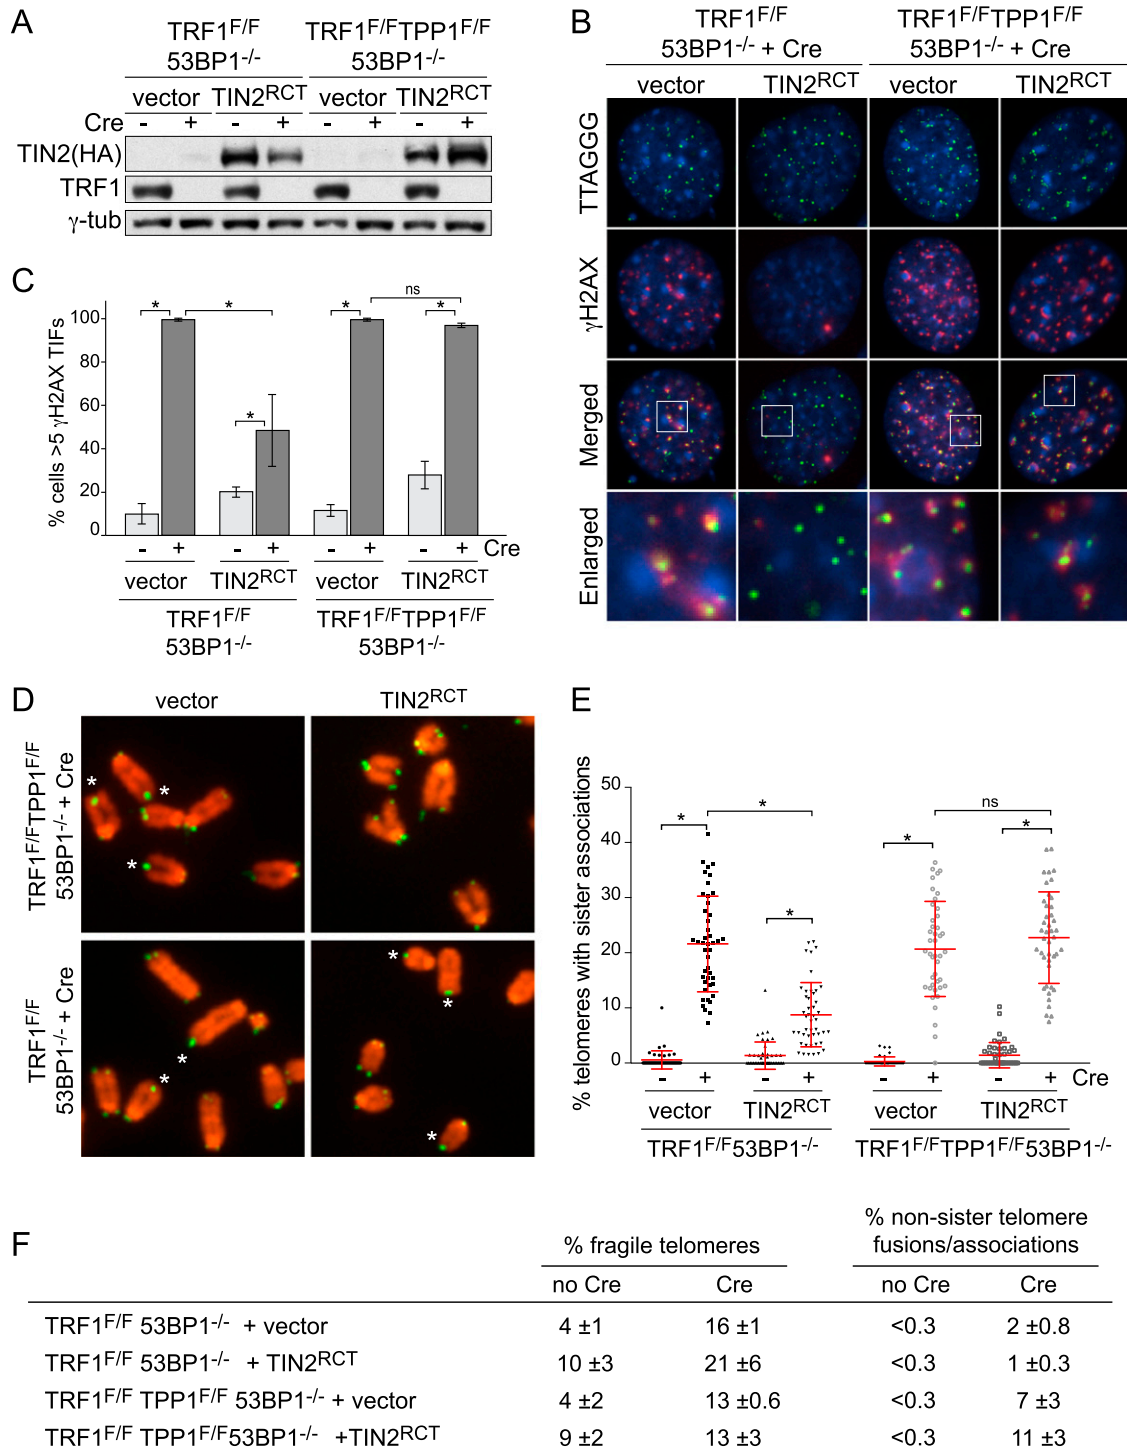 A
TRF1F/F TRF1F/FTPP1F/F
53BP1-/- 53BP1-/-
vector TIN2RCT vector TIN2RCT
Cre - + - + - + - +
TIN2(HA)
TRF1
γ-tub
B
TRF1F/F TRF1F/FTPP1F/F
53BP1-/- + Cre 53BP1-/- + Cre
vector TIN2RCT vector TIN2RCT
TTAGGG
γH2AX
Merged
Enlarged
C
% cells >5 γH2AX TIFs
100
80
60
40
20
0
* * * * ns *
- + - + - + - + Cre
vector TIN2RCT vector TIN2RCT
TRF1F/F TRF1F/FTPP1F/F
53BP1-/- 53BP1-/-
D
vector TIN2RCT
TRF1F/FTPP1F/F
53BP1-/- + Cre
* * *
TRF1F/F
53BP1-/- + Cre
* * * * *
E
% telomeres with sister associations
50
40
30
20
10
0
* * * * ns *
- + - + - + - + Cre
vector TIN2RCT vector TIN2RCT
TRF1F/F53BP1-/- TRF1F/FTPP1F/F53BP1-/-
F
% fragile telomeres % non-sister telomere
fusions/associations
no Cre Cre no Cre Cre
TRF1F/F 53BP1-/- + vector 4 ±1 16 ±1 <0.3 2 ±0.8
TRF1F/F 53BP1-/- + TIN2RCT 10 ±3 21 ±6 <0.3 1 ±0.3
TRF1F/F TPP1F/F 53BP1-/- + vector 4 ±2 13 ±0.6 <0.3 7 ±3
TRF1F/F TPP1F/F53BP1-/- +TIN2RCT 9 ±2 13 ±3 <0.3 11 ±3